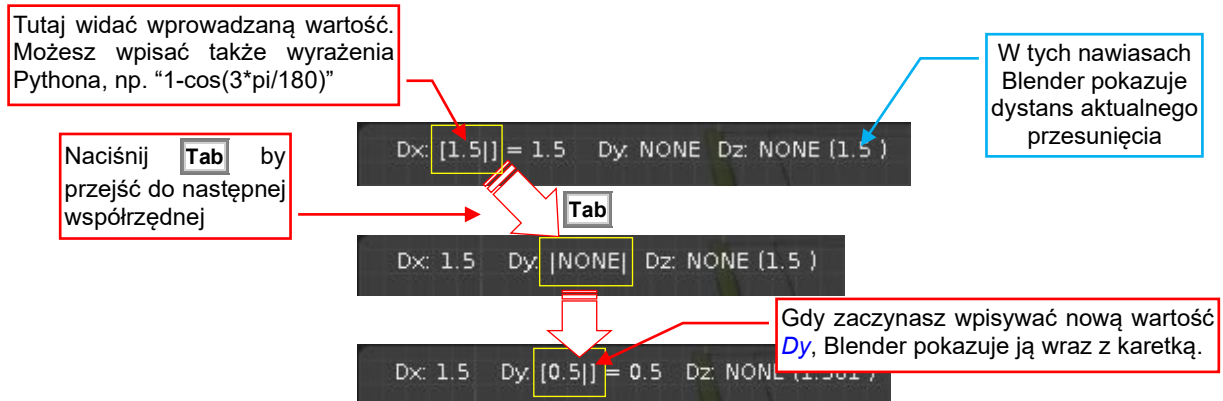 Tutaj widać wprowadzaną wartość.
Możesz wpisać także wyrażenia
Pythona, np. “1-cos(3*pi/180)”
W tych nawiasach
Blender pokazuje
dystans aktualnego
przesunięcia
Dx: [1.5|] = 1.5 Dy: NONE Dz: NONE (1.5 )
Naciśnij Tab by
przejść do następnej
współrzędnej
Tab
Dx: 1.5 Dy: |NONE| Dz: NONE (1.5 )
Gdy zaczynasz wpisywać nową wartość
Dy, Blender pokazuje ją wraz z karetką.
Dx: 1.5 Dy: [0.5|] = 0.5 Dz: NONE